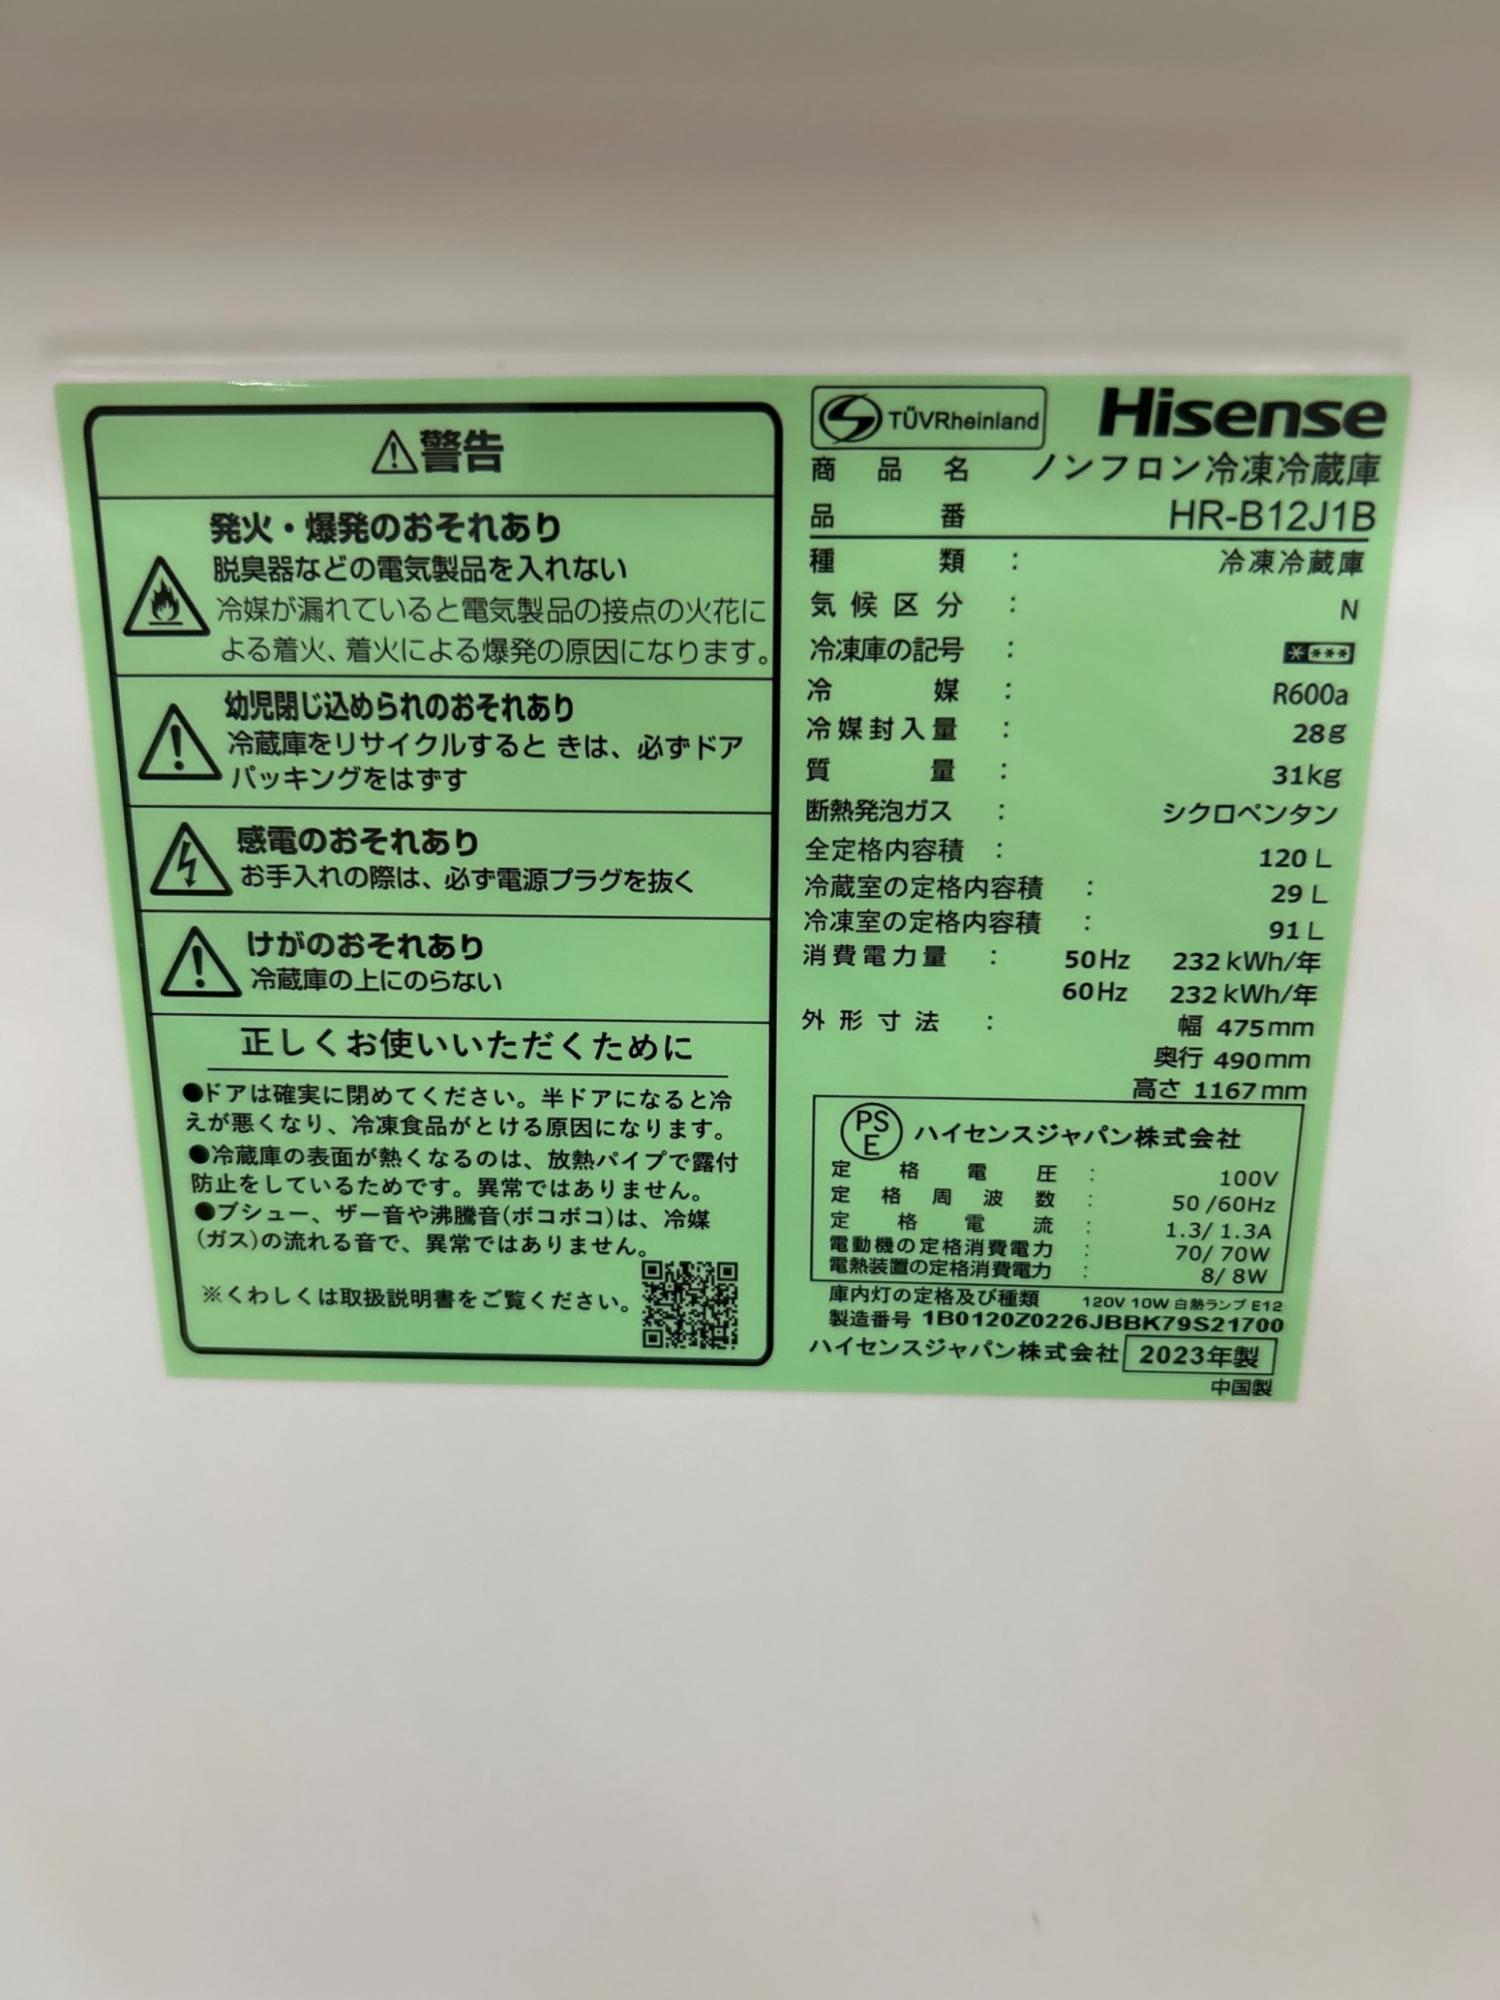 ⚠警告
発火・爆発のおそれあり
脱臭器などの電気製品を入れない
冷媒が漏れていると電気製品の接点の火花に
よる着火、着火による爆発の原因になります。
幼児閉じ込められのおそれあり
冷蔵庫をリサイクルすると きは、必ずドア
パッキングをはずす
感電のおそれあり
お手入れの際は、必ず電源プラグを抜く
けがのおそれあり
冷蔵庫の上にのらない
正しくお使いいただくために
●ドアは確実に閉めてください。半ドアになると冷
えが悪くなり、冷凍食品がとける原因になります。
●冷蔵庫の表面が熱くなるのは、放熱パイプで露付
防止をしているためです。異常ではありません。
●ブシュー、ザー音や沸騰音(ボコボコ)は、冷媒
(ガス)の流れる音で、異常ではありません。
※くわしくは取扱説明書をご覧ください。
TÜVRheinland Hisense
商品名 ノンフロン冷凍冷蔵庫
品番 HR-B12J1B
種類 : 冷凍冷蔵庫
気候区分 : N
冷凍庫の記号 : * ***
冷媒 : R600a
冷媒封入量 : 28g
質量 : 31kg
断熱発泡ガス : シクロペンタン
全定格内容積 : 120 L
冷蔵室の定格内容積 : 29 L
冷凍室の定格内容積 : 91 L
消費電力量 : 50Hz 232 kWh/年
60Hz 232 kWh/年
外形寸法 : 幅 475mm
奥行 490mm
高さ 1167mm
PSE ハイセンスジャパン株式会社
定格電圧 : 100V
定格周波数 : 50/60Hz
定格電流 : 1.3/ 1.3A
電動機の定格消費電力 : 70/ 70W
電熱装置の定格消費電力 : 8/ 8W
庫内灯の定格及び種類 120V 10W 白熱ランプ E12
製造番号 1B0120Z0226JBBK79S21700
ハイセンスジャパン株式会社 2023年製
中国製